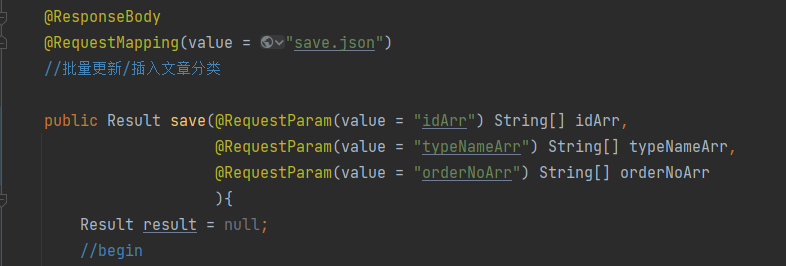 @ResponseBody
@RequestMapping(value = "save.json")
//批量更新/插入文章分类
public Result save(@RequestParam(value = "idArr") String[] idArr,
@RequestParam(value = "typeNameArr") String[] typeNameArr,
@RequestParam(value = "orderNoArr") String[] orderNoArr
){
Result result = null;
//begin